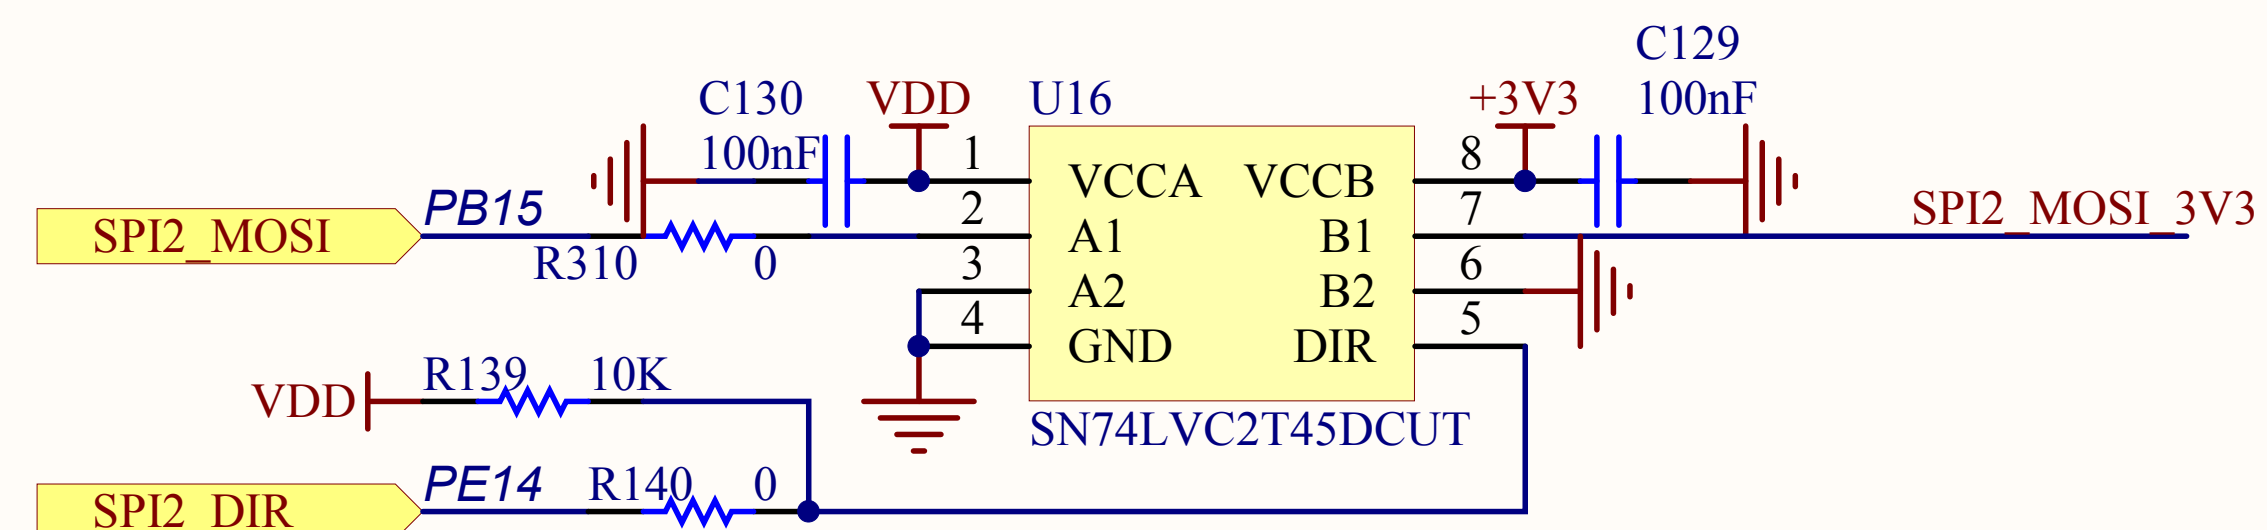 C129
C130 VDD U16 +3V3 100nF
100nF 1 VCCA VCCB 8
SPI2_MOSI PB15 2 A1 B1 7 SPI2_MOSI_3V3
R310 0 3 A2 B2 6
4 GND DIR 5
VDD R139 10K
SN74LVC2T45DCUT
SPI2_DIR PE14 R140 0